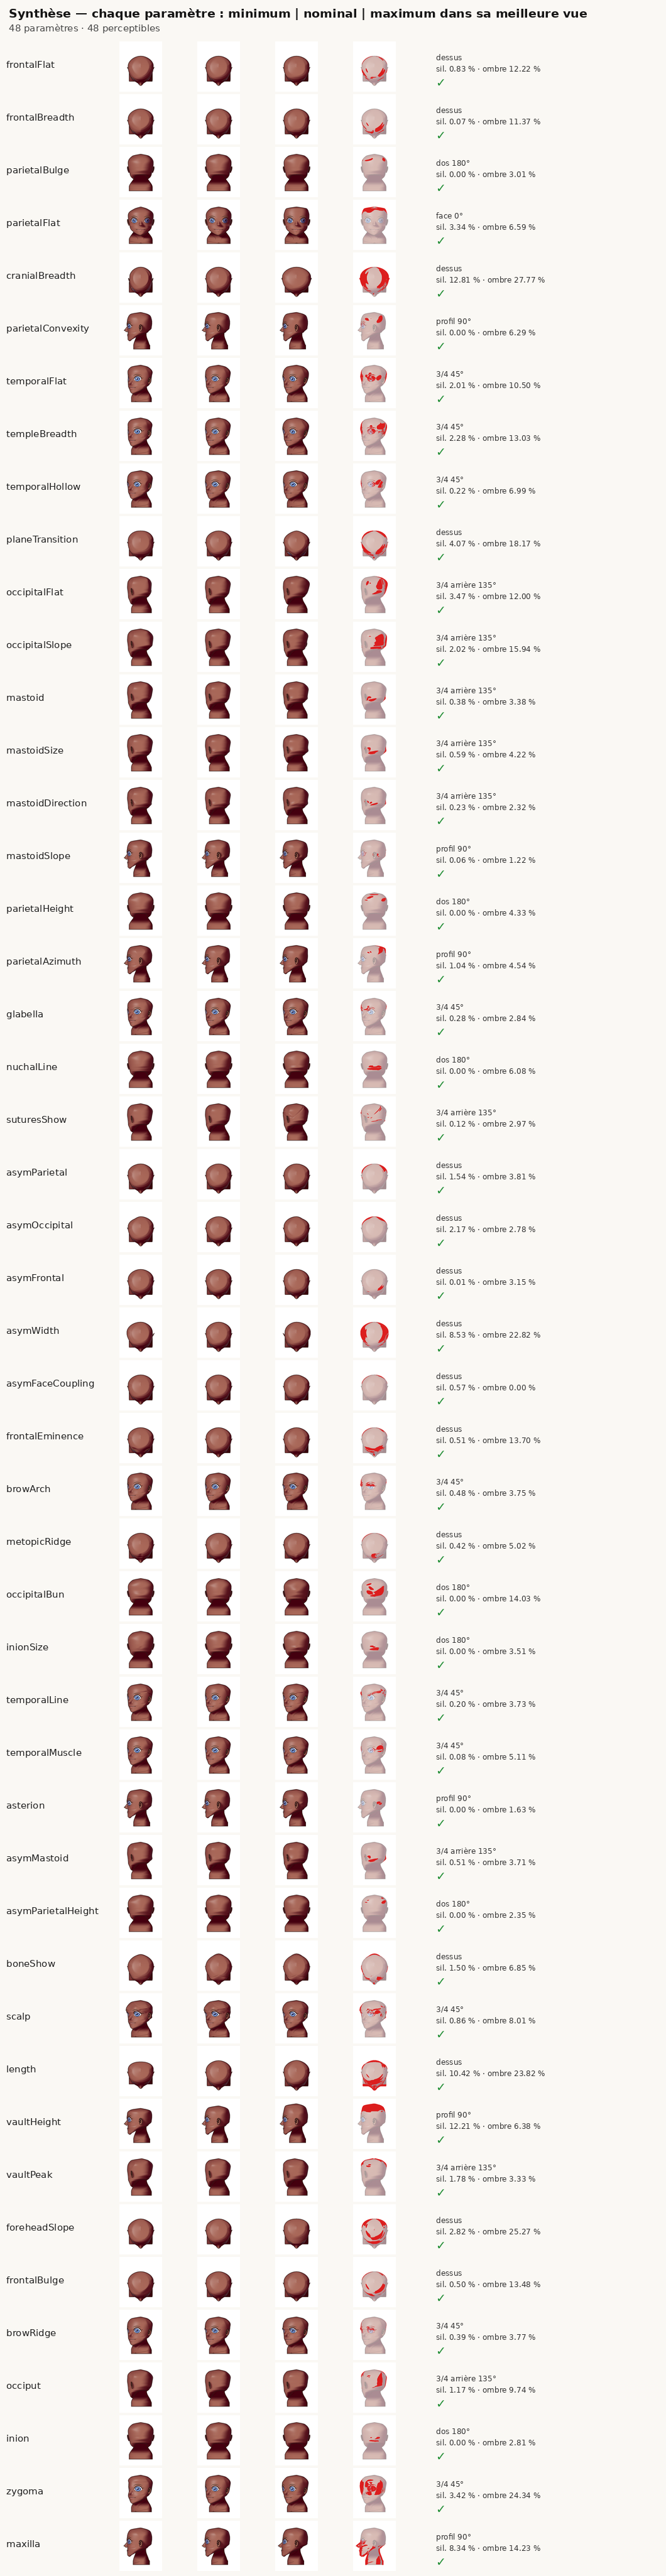 Synthèse — chaque paramètre : minimum | nominal | maximum dans sa meilleure vue
48 paramètres · 48 perceptibles
frontalFlat
dessus
sil. 0.83 % · ombre 12.22 %
✓
frontalBreadth
dessus
sil. 0.07 % · ombre 11.37 %
✓
parietalBulge
dos 180°
sil. 0.00 % · ombre 3.01 %
✓
parietalFlat
face 0°
sil. 3.34 % · ombre 6.59 %
✓
cranialBreadth
dessus
sil. 12.81 % · ombre 27.77 %
✓
parietalConvexity
profil 90°
sil. 0.00 % · ombre 6.29 %
✓
temporalFlat
3/4 45°
sil. 2.01 % · ombre 10.50 %
✓
templeBreadth
3/4 45°
sil. 2.28 % · ombre 13.03 %
✓
temporalHollow
3/4 45°
sil. 0.22 % · ombre 6.99 %
✓
planeTransition
dessus
sil. 4.07 % · ombre 18.17 %
✓
occipitalFlat
3/4 arrière 135°
sil. 3.47 % · ombre 12.00 %
✓
occipitalSlope
3/4 arrière 135°
sil. 2.02 % · ombre 15.94 %
✓
mastoid
3/4 arrière 135°
sil. 0.38 % · ombre 3.38 %
✓
mastoidSize
3/4 arrière 135°
sil. 0.59 % · ombre 4.22 %
✓
mastoidDirection
3/4 arrière 135°
sil. 0.23 % · ombre 2.32 %
✓
mastoidSlope
profil 90°
sil. 0.06 % · ombre 1.22 %
✓
parietalHeight
dos 180°
sil. 0.00 % · ombre 4.33 %
✓
parietalAzimuth
profil 90°
sil. 1.04 % · ombre 4.54 %
✓
glabella
3/4 45°
sil. 0.28 % · ombre 2.84 %
✓
nuchalLine
dos 180°
sil. 0.00 % · ombre 6.08 %
✓
suturesShow
3/4 arrière 135°
sil. 0.12 % · ombre 2.97 %
✓
asymParietal
dessus
sil. 1.54 % · ombre 3.81 %
✓
asymOccipital
dessus
sil. 2.17 % · ombre 2.78 %
✓
asymFrontal
dessus
sil. 0.01 % · ombre 3.15 %
✓
asymWidth
dessus
sil. 8.53 % · ombre 22.82 %
✓
asymFaceCoupling
dessus
sil. 0.57 % · ombre 0.00 %
✓
frontalEminence
dessus
sil. 0.51 % · ombre 13.70 %
✓
browArch
3/4 45°
sil. 0.48 % · ombre 3.75 %
✓
metopicRidge
dessus
sil. 0.42 % · ombre 5.02 %
✓
occipitalBun
dos 180°
sil. 0.00 % · ombre 14.03 %
✓
inionSize
dos 180°
sil. 0.00 % · ombre 3.51 %
✓
temporalLine
3/4 45°
sil. 0.20 % · ombre 3.73 %
✓
temporalMuscle
3/4 45°
sil. 0.08 % · ombre 5.11 %
✓
asterion
profil 90°
sil. 0.00 % · ombre 1.63 %
✓
asymMastoid
3/4 arrière 135°
sil. 0.51 % · ombre 3.71 %
✓
asymParietalHeight
dos 180°
sil. 0.00 % · ombre 2.35 %
✓
boneShow
dessus
sil. 1.50 % · ombre 6.85 %
✓
scalp
3/4 45°
sil. 0.86 % · ombre 8.01 %
✓
length
dessus
sil. 10.42 % · ombre 23.82 %
✓
vaultHeight
profil 90°
sil. 12.21 % · ombre 6.38 %
✓
vaultPeak
3/4 arrière 135°
sil. 1.78 % · ombre 3.33 %
✓
foreheadSlope
dessus
sil. 2.82 % · ombre 25.27 %
✓
frontalBulge
dessus
sil. 0.50 % · ombre 13.48 %
✓
browRidge
3/4 45°
sil. 0.39 % · ombre 3.77 %
✓
occiput
3/4 arrière 135°
sil. 1.17 % · ombre 9.74 %
✓
inion
dos 180°
sil. 0.00 % · ombre 2.81 %
✓
zygoma
3/4 45°
sil. 3.42 % · ombre 24.34 %
✓
maxilla
profil 90°
sil. 8.34 % · ombre 14.23 %
✓